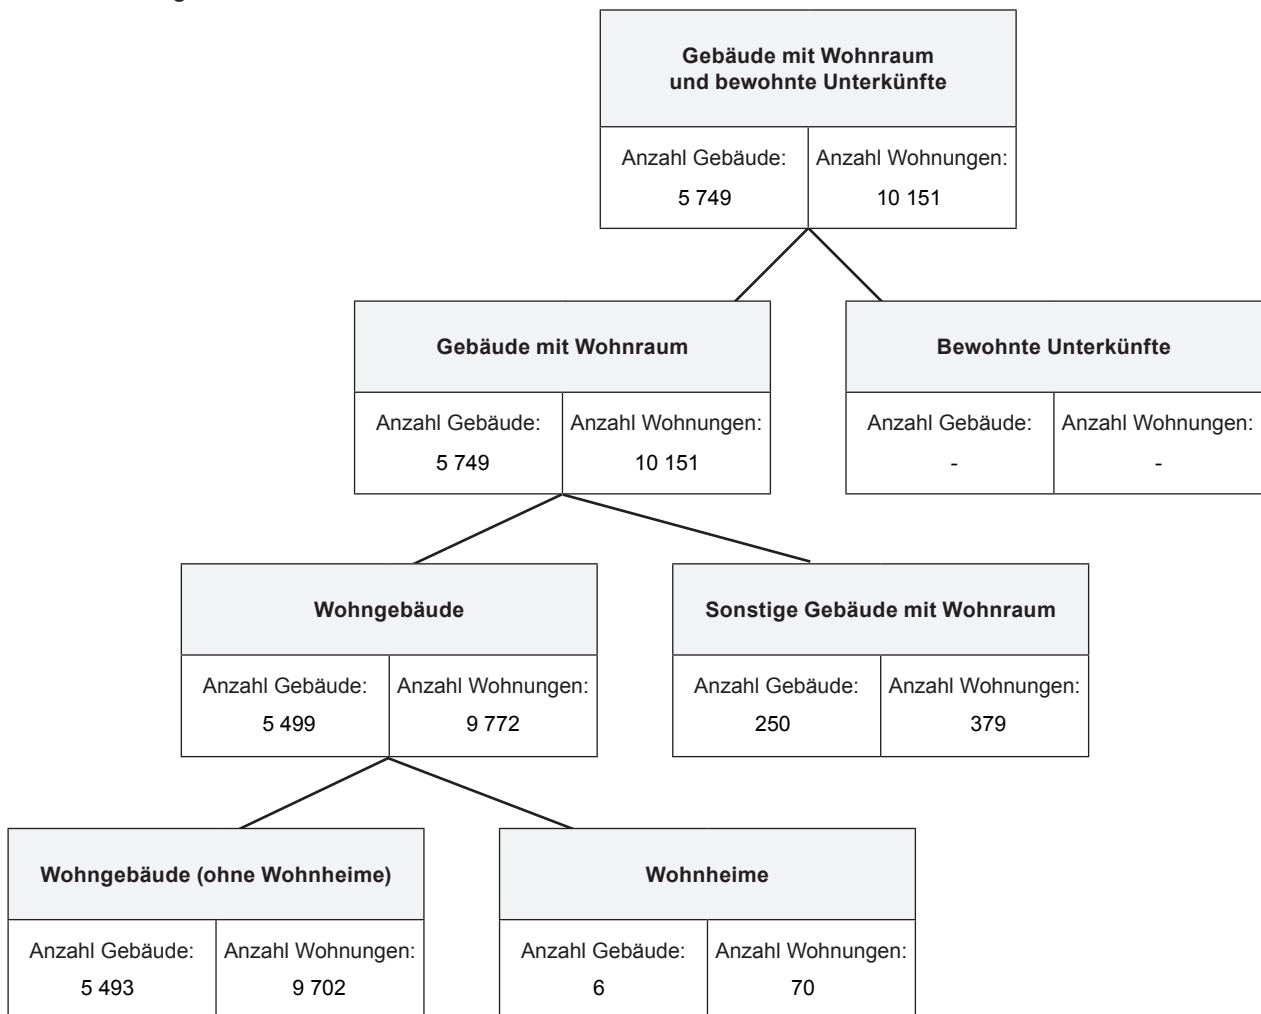 Gebäude mit Wohnraum
und bewohnte Unterkünfte
Anzahl Gebäude: Anzahl Wohnungen:
5 749 10 151
Gebäude mit Wohnraum
Anzahl Gebäude: Anzahl Wohnungen:
5 749 10 151
Bewohnte Unterkünfte
Anzahl Gebäude: Anzahl Wohnungen:
- -
Wohngebäude
Anzahl Gebäude: Anzahl Wohnungen:
5 499 9 772
Sonstige Gebäude mit Wohnraum
Anzahl Gebäude: Anzahl Wohnungen:
250 379
Wohngebäude (ohne Wohnheime)
Anzahl Gebäude: Anzahl Wohnungen:
5 493 9 702
Wohnheime
Anzahl Gebäude: Anzahl Wohnungen:
6 70